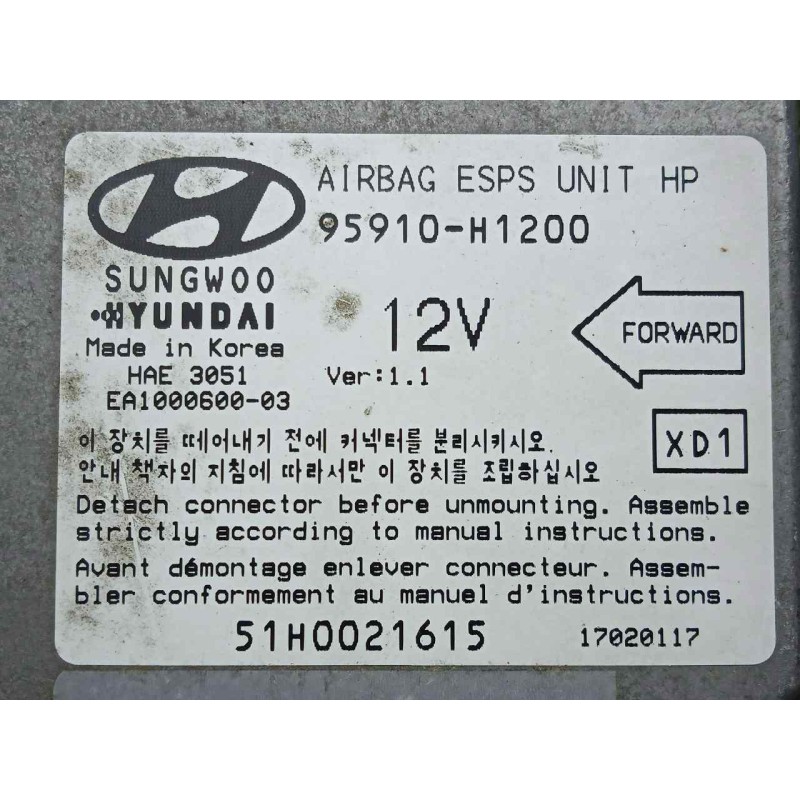 AIRBAG ESPS UNIT HP
95910-H1200
SUNGWOO
HYUNDAI
Made in Korea
HAE 3051
EA1000600-03
12V
Ver:1.1
FORWARD
XD1
이 장치를 떼어내기 전에 커넥터를 분리시키시오.
안내 책자의 지침에 따라서만 이 장치를 조립하십시오
Detach connector before unmounting. Assemble
strictly according to manual instructions.
Avant démontage enlever connecteur. Assem-
bler conformement au manuel d'instructions.
51H0021615
17020117